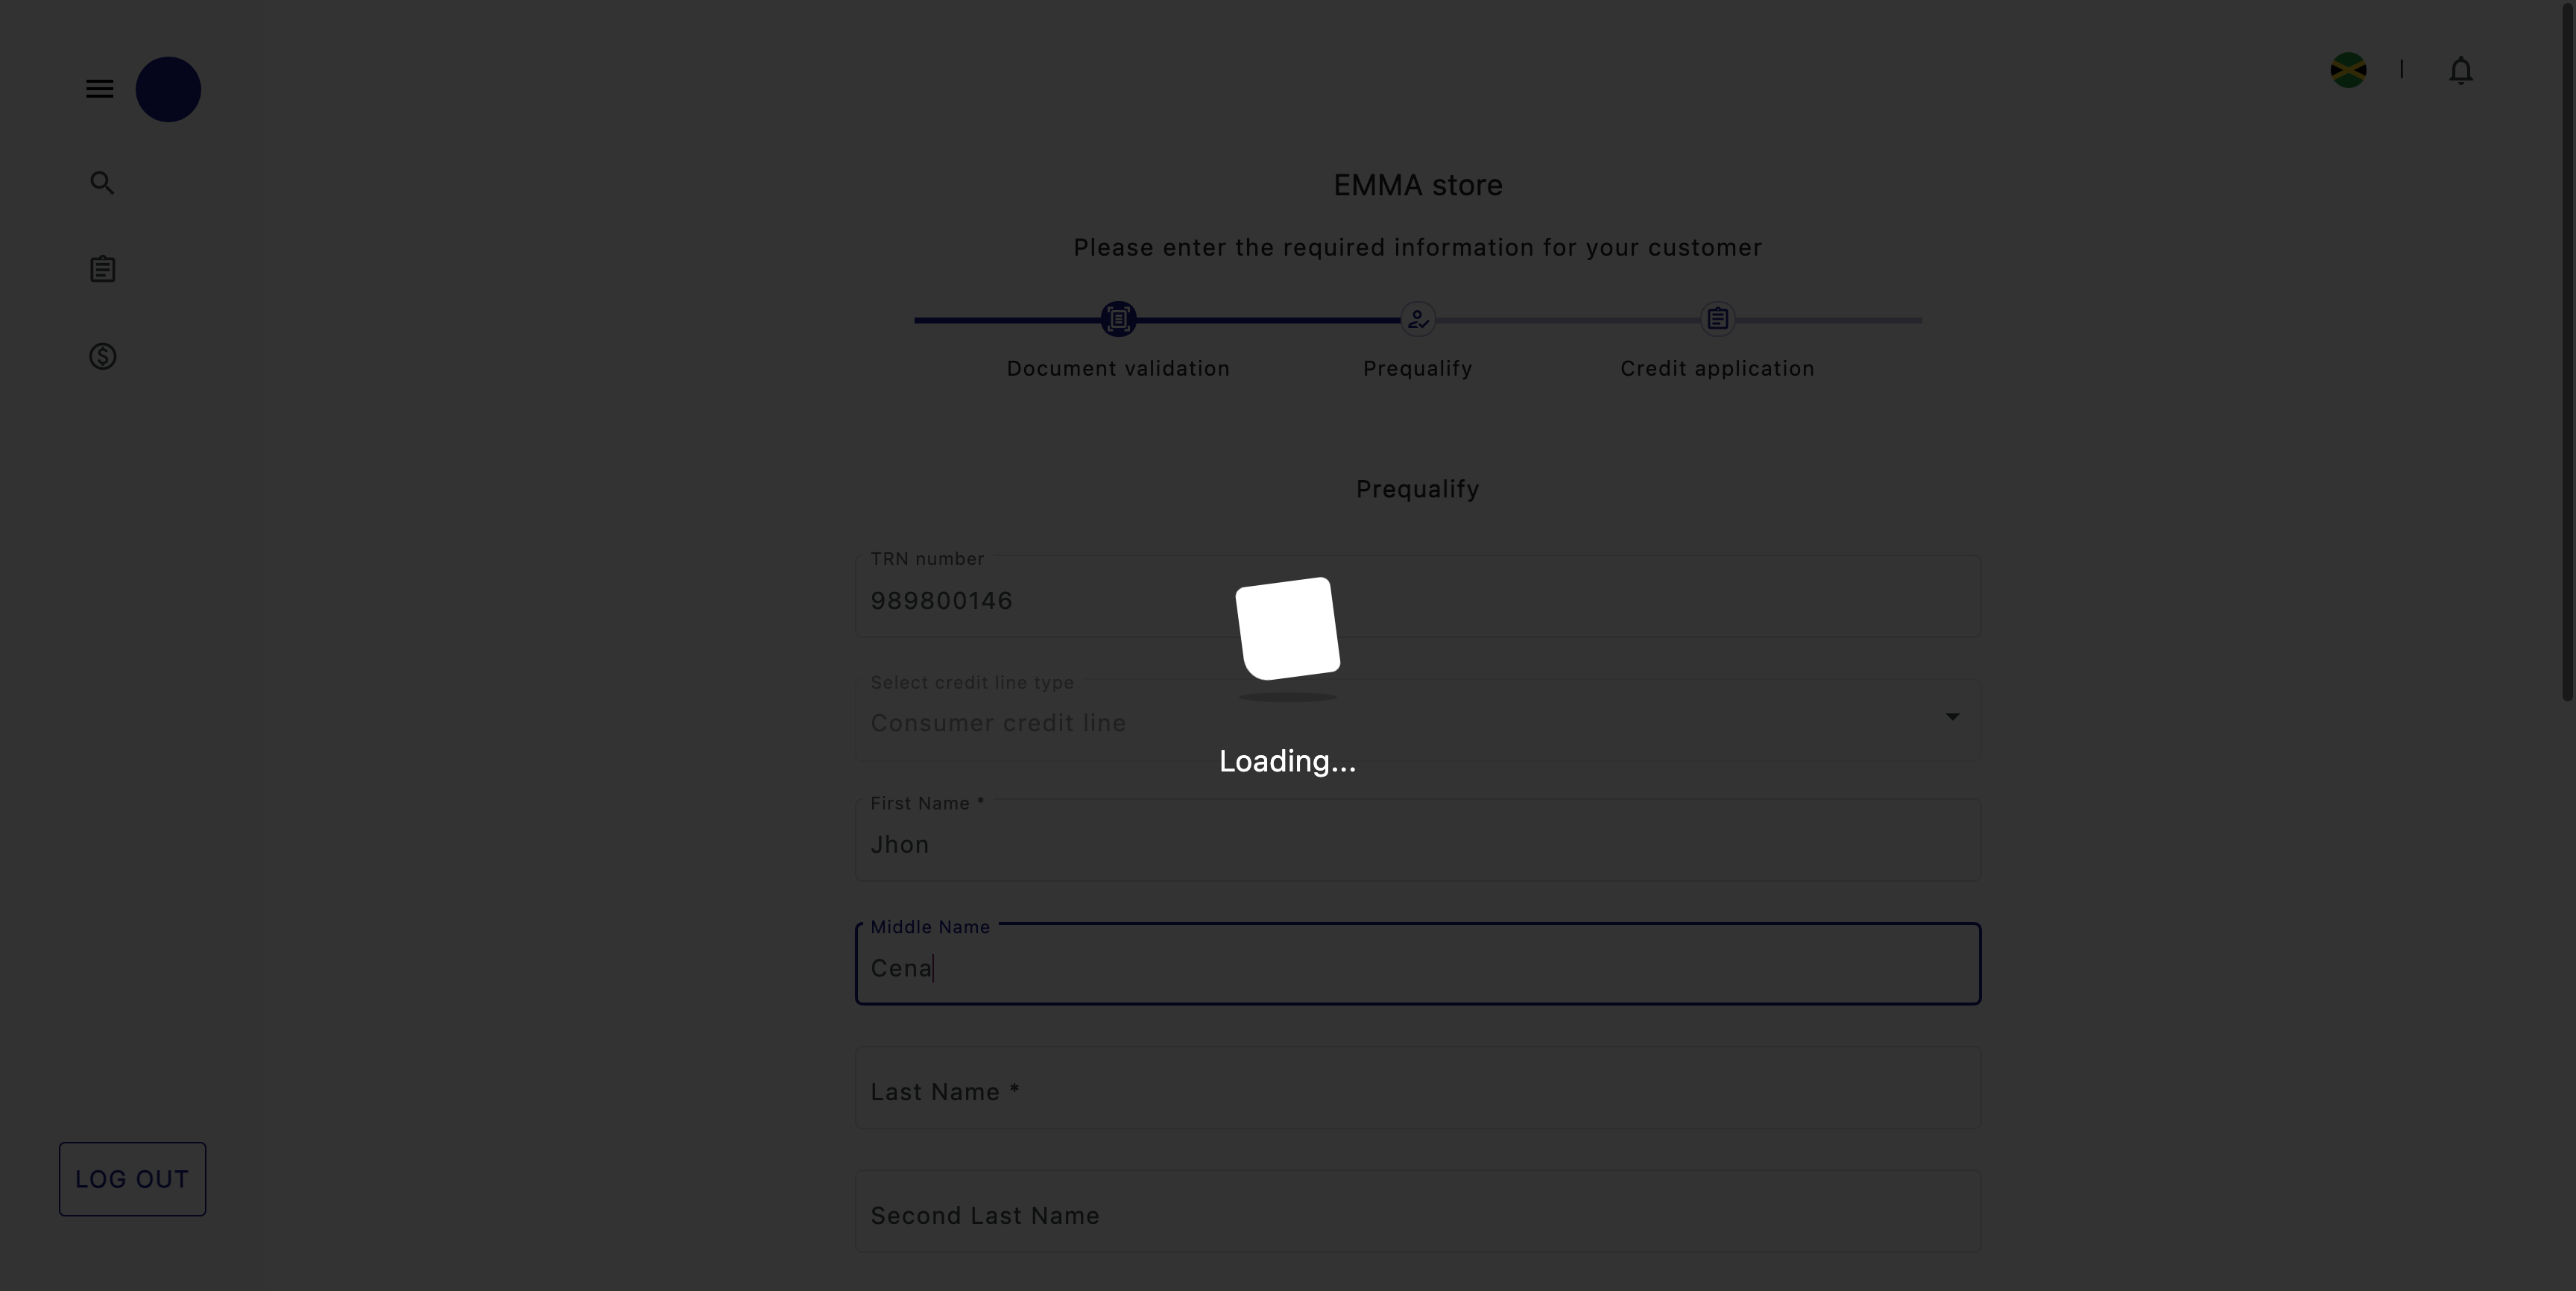 EMMA store
Please enter the required information for your customer
Document validation
Prequalify
Credit application
Prequalify
TRN number
989800146
Select credit line type
Consumer credit line
Loading...
First Name *
Jhon
Middle Name
Cena
Last Name *
Second Last Name
LOG OUT